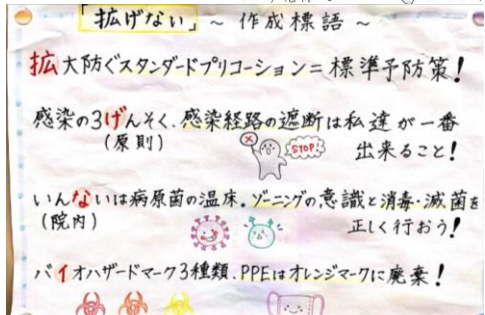 「拡げない」～作成標語～
拡大防ぐスタンダードプリコーション＝標準予防策!
感染の3げんそく、感染経路の遮断は私達が一番
(原則)
STOP!
出来ること!
いんないは病原菌の温床。ゾーニングの意識と消毒・滅菌を
(院内)
正しく行おう!
バイオハザードマーク3種類、PPEはオレンジマークに廃棄!